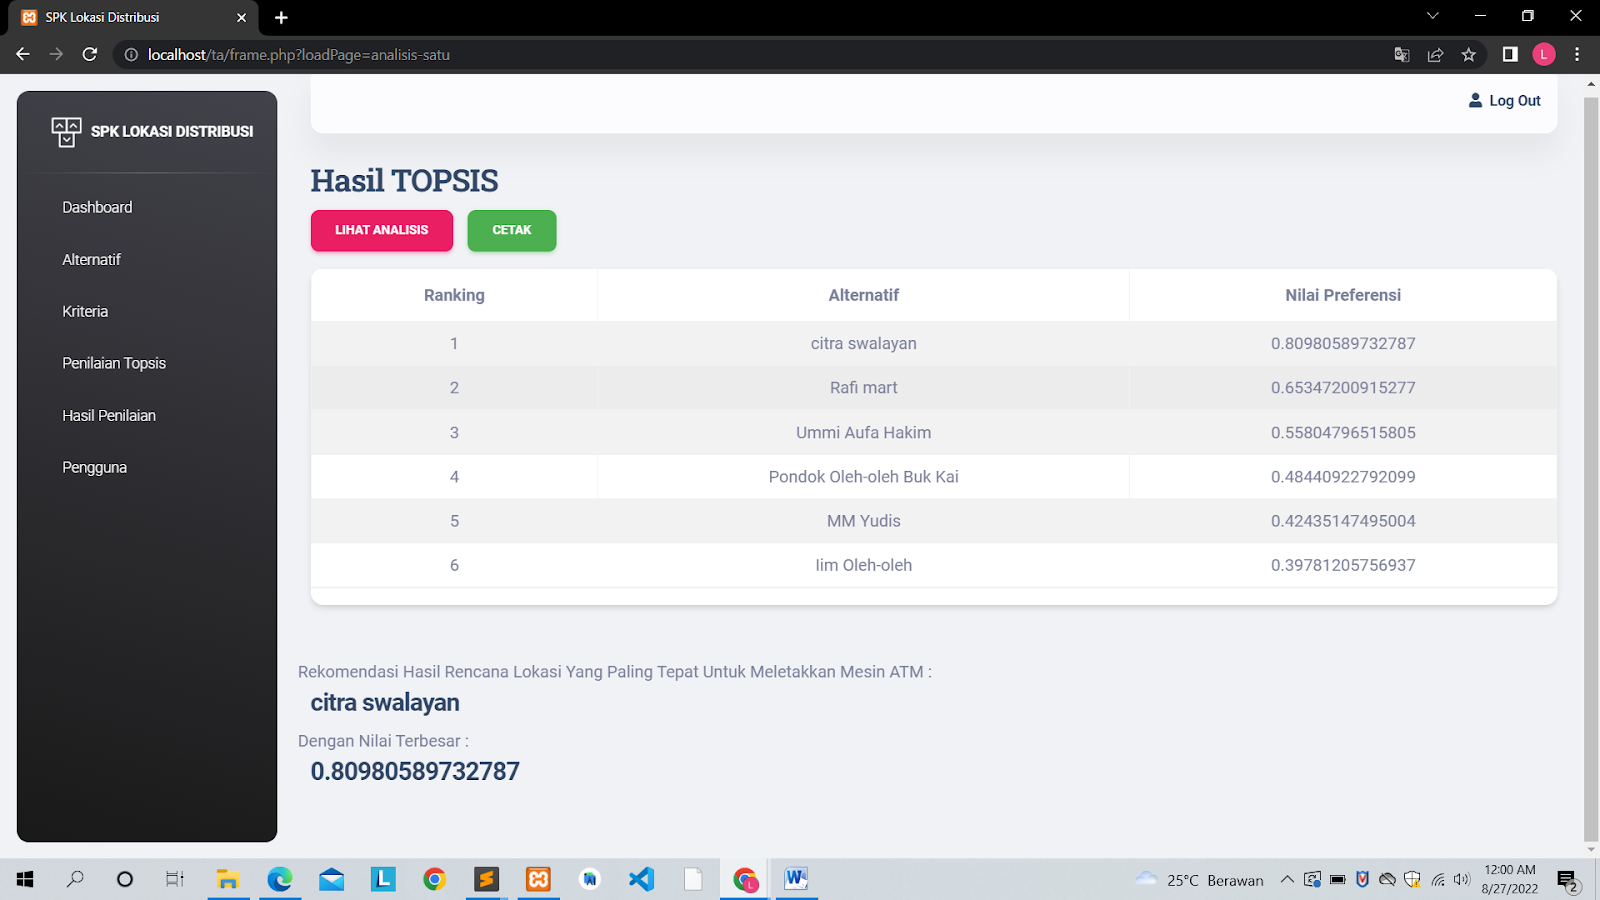 SPK Lokasi Distribusi
localhost/ta/frame.php?loadPage=analisis-satu
L
SPK LOKASI DISTRIBUSI
Dashboard
Alternatif
Kriteria
Penilaian Topsis
Hasil Penilaian
Pengguna
Log Out
Hasil TOPSIS
LIHAT ANALISIS CETAK
Ranking Alternatif Nilai Preferensi
1 citra swalayan 0.80980589732787
2 Rafi mart 0.65347200915277
3 Ummi Aufa Hakim 0.55804796515805
4 Pondok Oleh-oleh Buk Kai 0.48440922792099
5 MM Yudis 0.42435147495004
6 Iim Oleh-oleh 0.39781205756937
Rekomendasi Hasil Rencana Lokasi Yang Paling Tepat Untuk Meletakkan Mesin ATM :
citra swalayan
Dengan Nilai Terbesar :
0.80980589732787
25°C Berawan
12:00 AM
8/27/2022
2